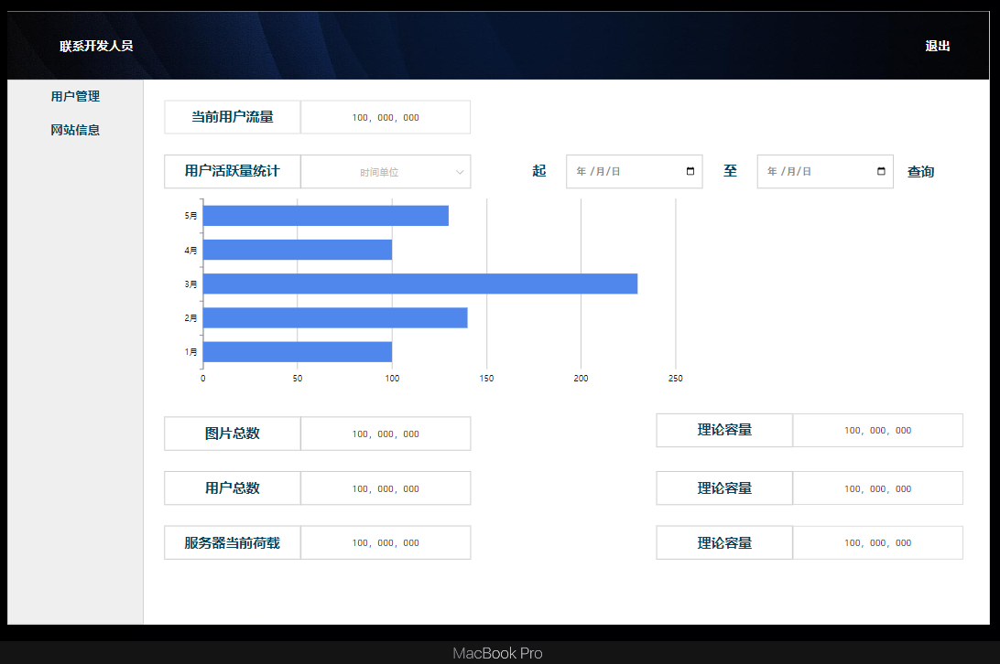 联系开发人员 退出
用户管理
网站信息
当前用户流量 100，000，000
用户活跃量统计 时间单位 起 年 /月/日 至 年 /月/日 查询
5月
4月
3月
2月
1月
0 50 100 150 200 250
图片总数 100，000，000 理论容量 100，000，000
用户总数 100，000，000 理论容量 100，000，000
服务器当前荷载 100，000，000 理论容量 100，000，000
MacBook Pro